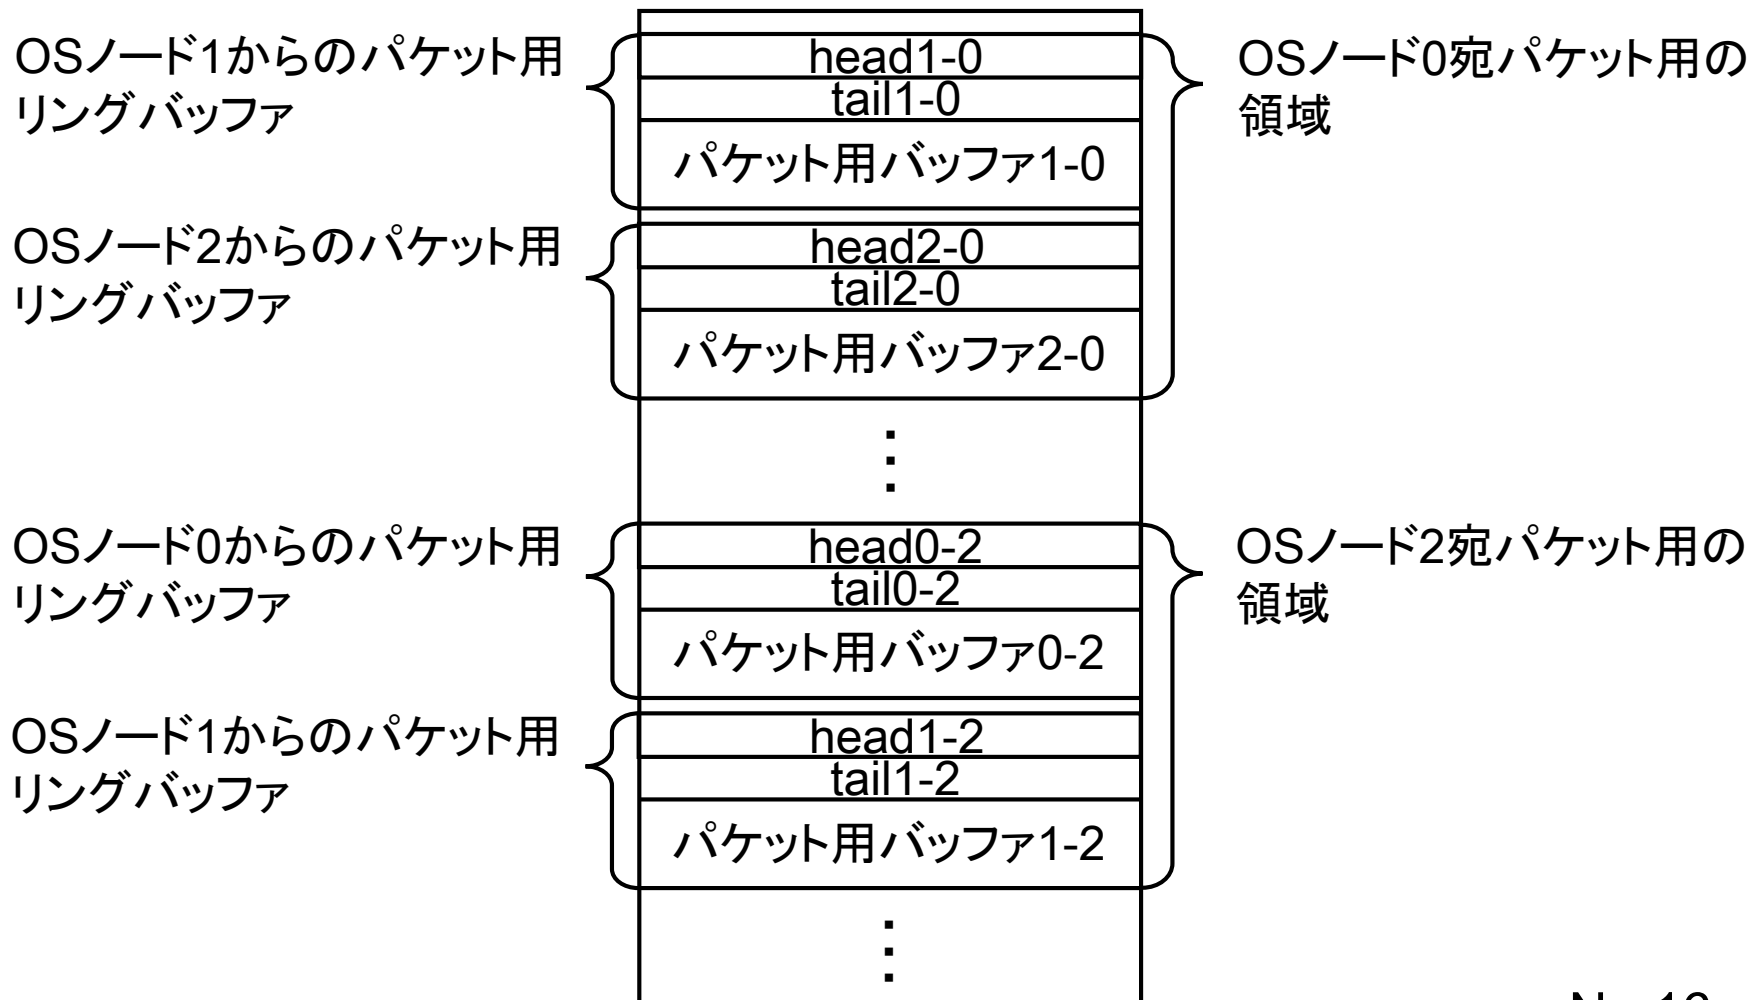 OSノード1からのパケット用
リングバッファ
head1-0
tail1-0
パケット用バッファ1-0
OSノード0宛パケット用の
領域
OSノード2からのパケット用
リングバッファ
head2-0
tail2-0
パケット用バッファ2-0
OSノード0からのパケット用
リングバッファ
head0-2
tail0-2
パケット用バッファ0-2
OSノード2宛パケット用の
領域
OSノード1からのパケット用
リングバッファ
head1-2
tail1-2
パケット用バッファ1-2